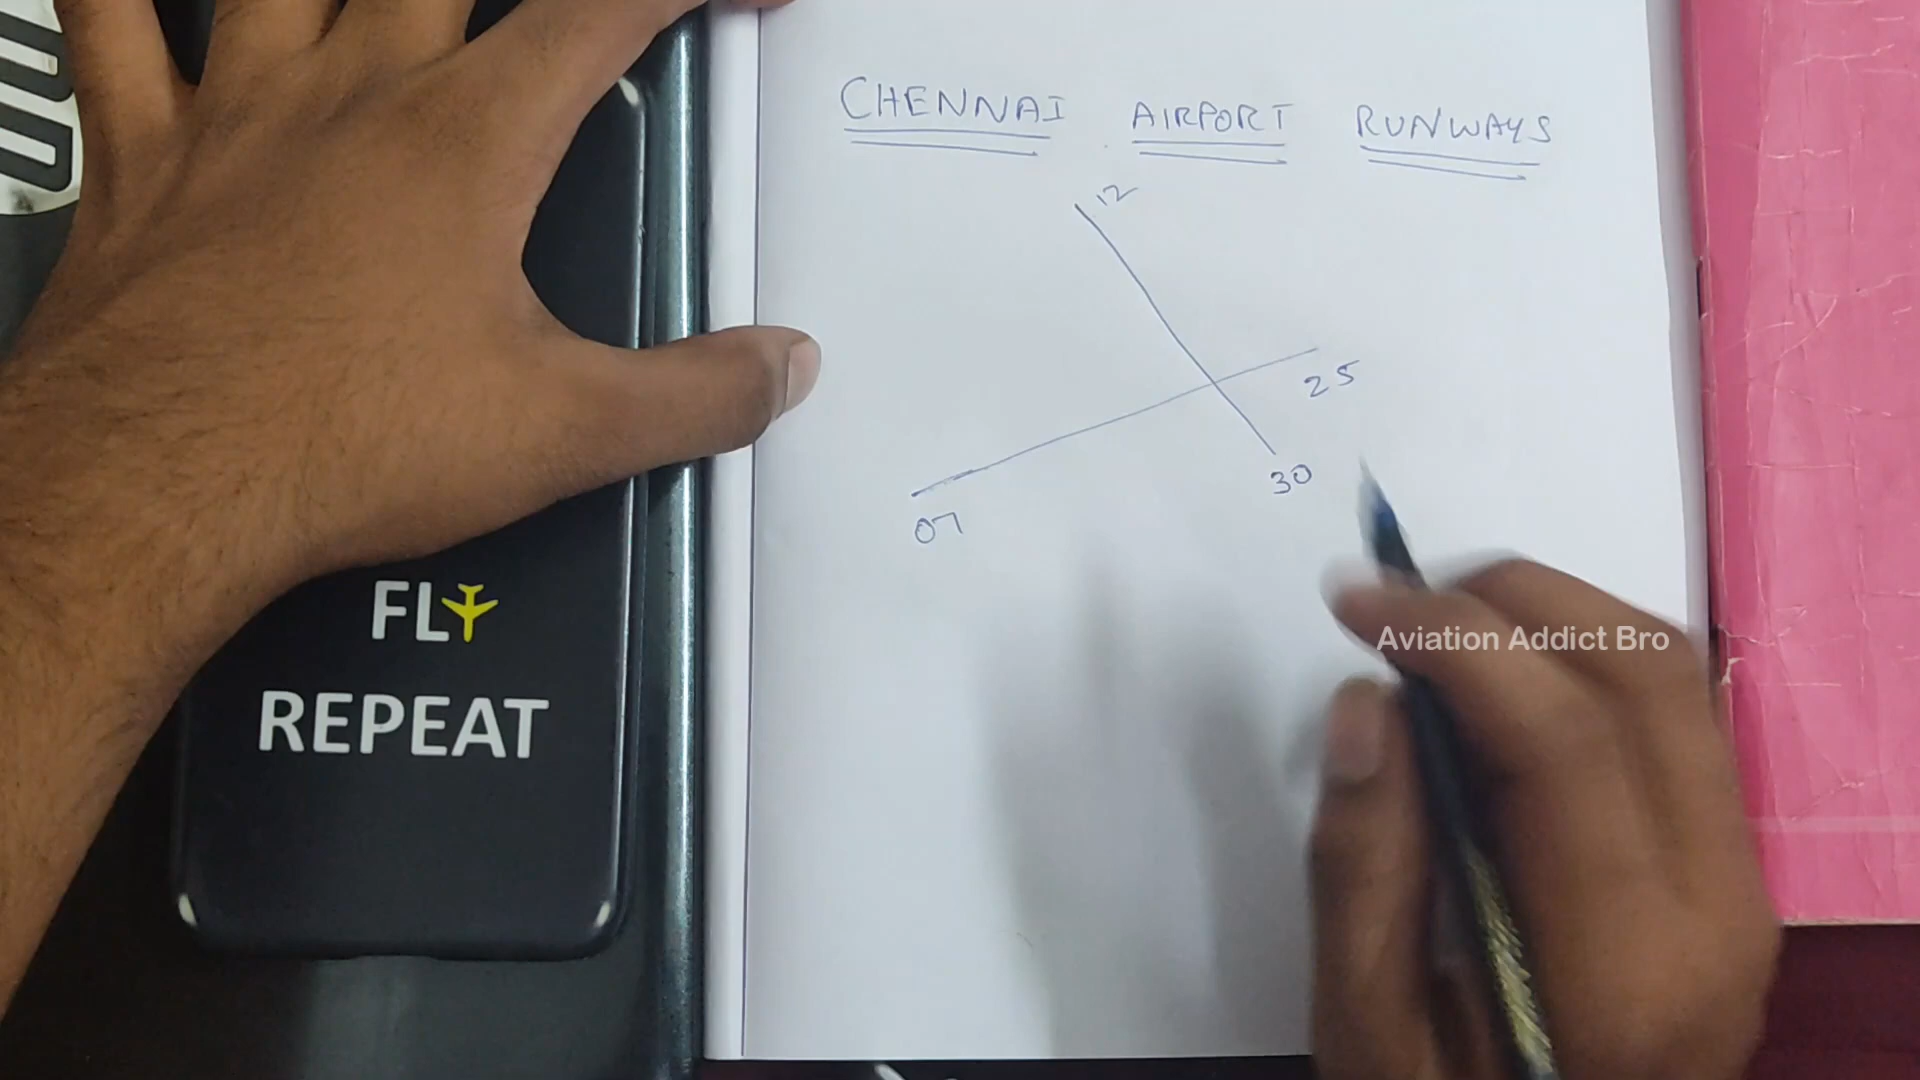 CHENNAI AIRPORT RUNWAYS
12
25
30
07
FLY
REPEAT
Aviation Addict Bro